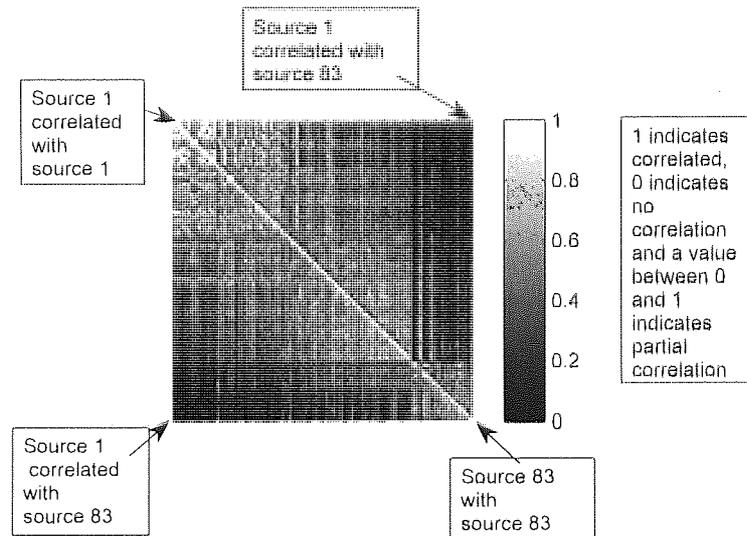 Source 1
correlated with
source 83
Source 1
correlated
with
source 1
1
0.8
0.6
0.4
0.2
0
1 indicates
correlated,
0 indicates
no
correlation
and a value
between 0
and 1
indicates
partial
correlation
Source 1
correlated
with
source 83
Source 83
with
source 83